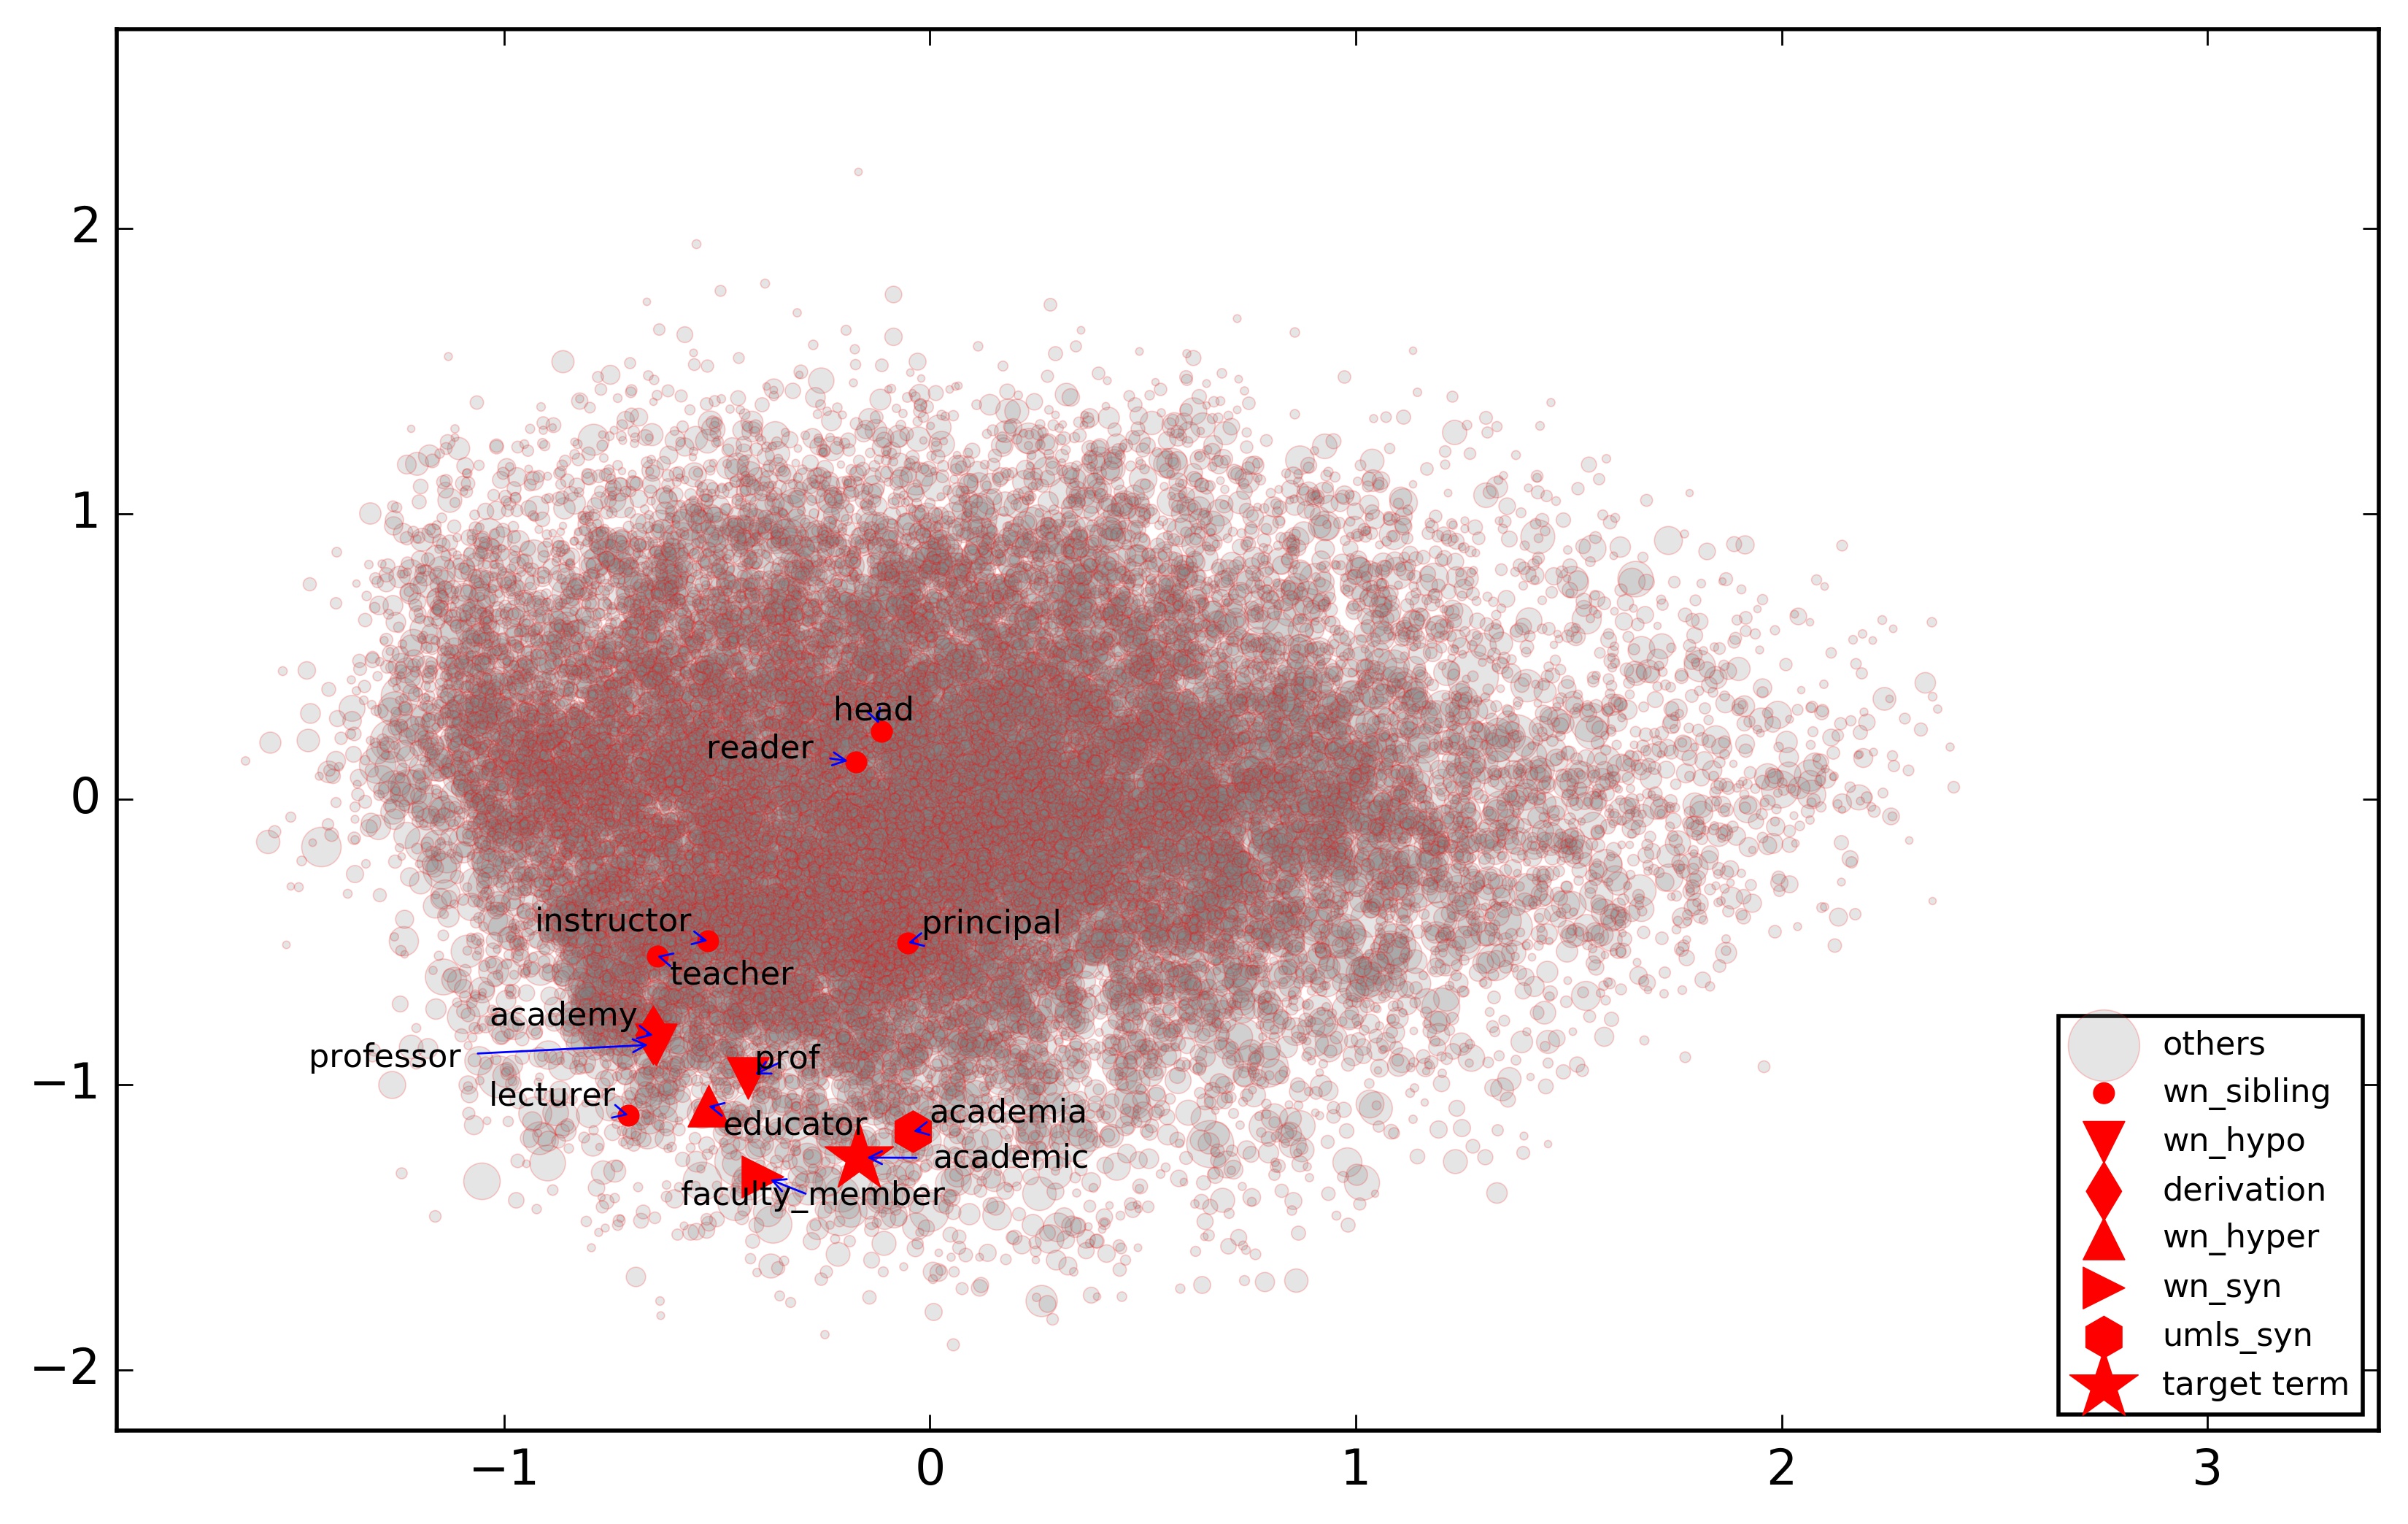 2
1
0
−1
−2
head
reader
instructor
principal
teacher
academy
professor
prof
lecturer
educator
academia
academic
faculty_member
others
wn_sibling
wn_hypo
derivation
wn_hyper
wn_syn
umls_syn
target term
−1 0 1 2 3